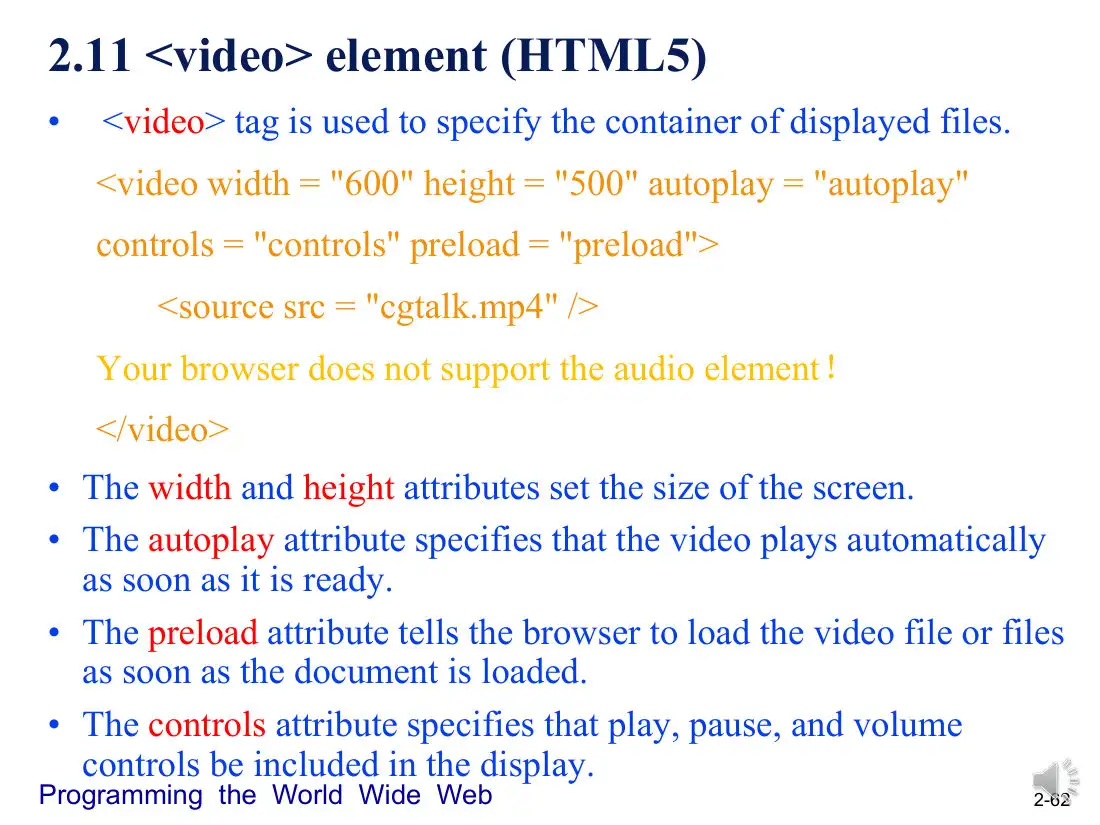 2.11 <video> element (HTML5)
• <video> tag is used to specify the container of displayed files.
<video width = "600" height = "500" autoplay = "autoplay"
controls = "controls" preload = "preload">
<source src = "cgtalk.mp4" />
Your browser does not support the audio element！
</video>
• The width and height attributes set the size of the screen.
• The autoplay attribute specifies that the video plays automatically
as soon as it is ready.
• The preload attribute tells the browser to load the video file or files
as soon as the document is loaded.
• The controls attribute specifies that play, pause, and volume
controls be included in the display.
Programming the World Wide Web
2-62